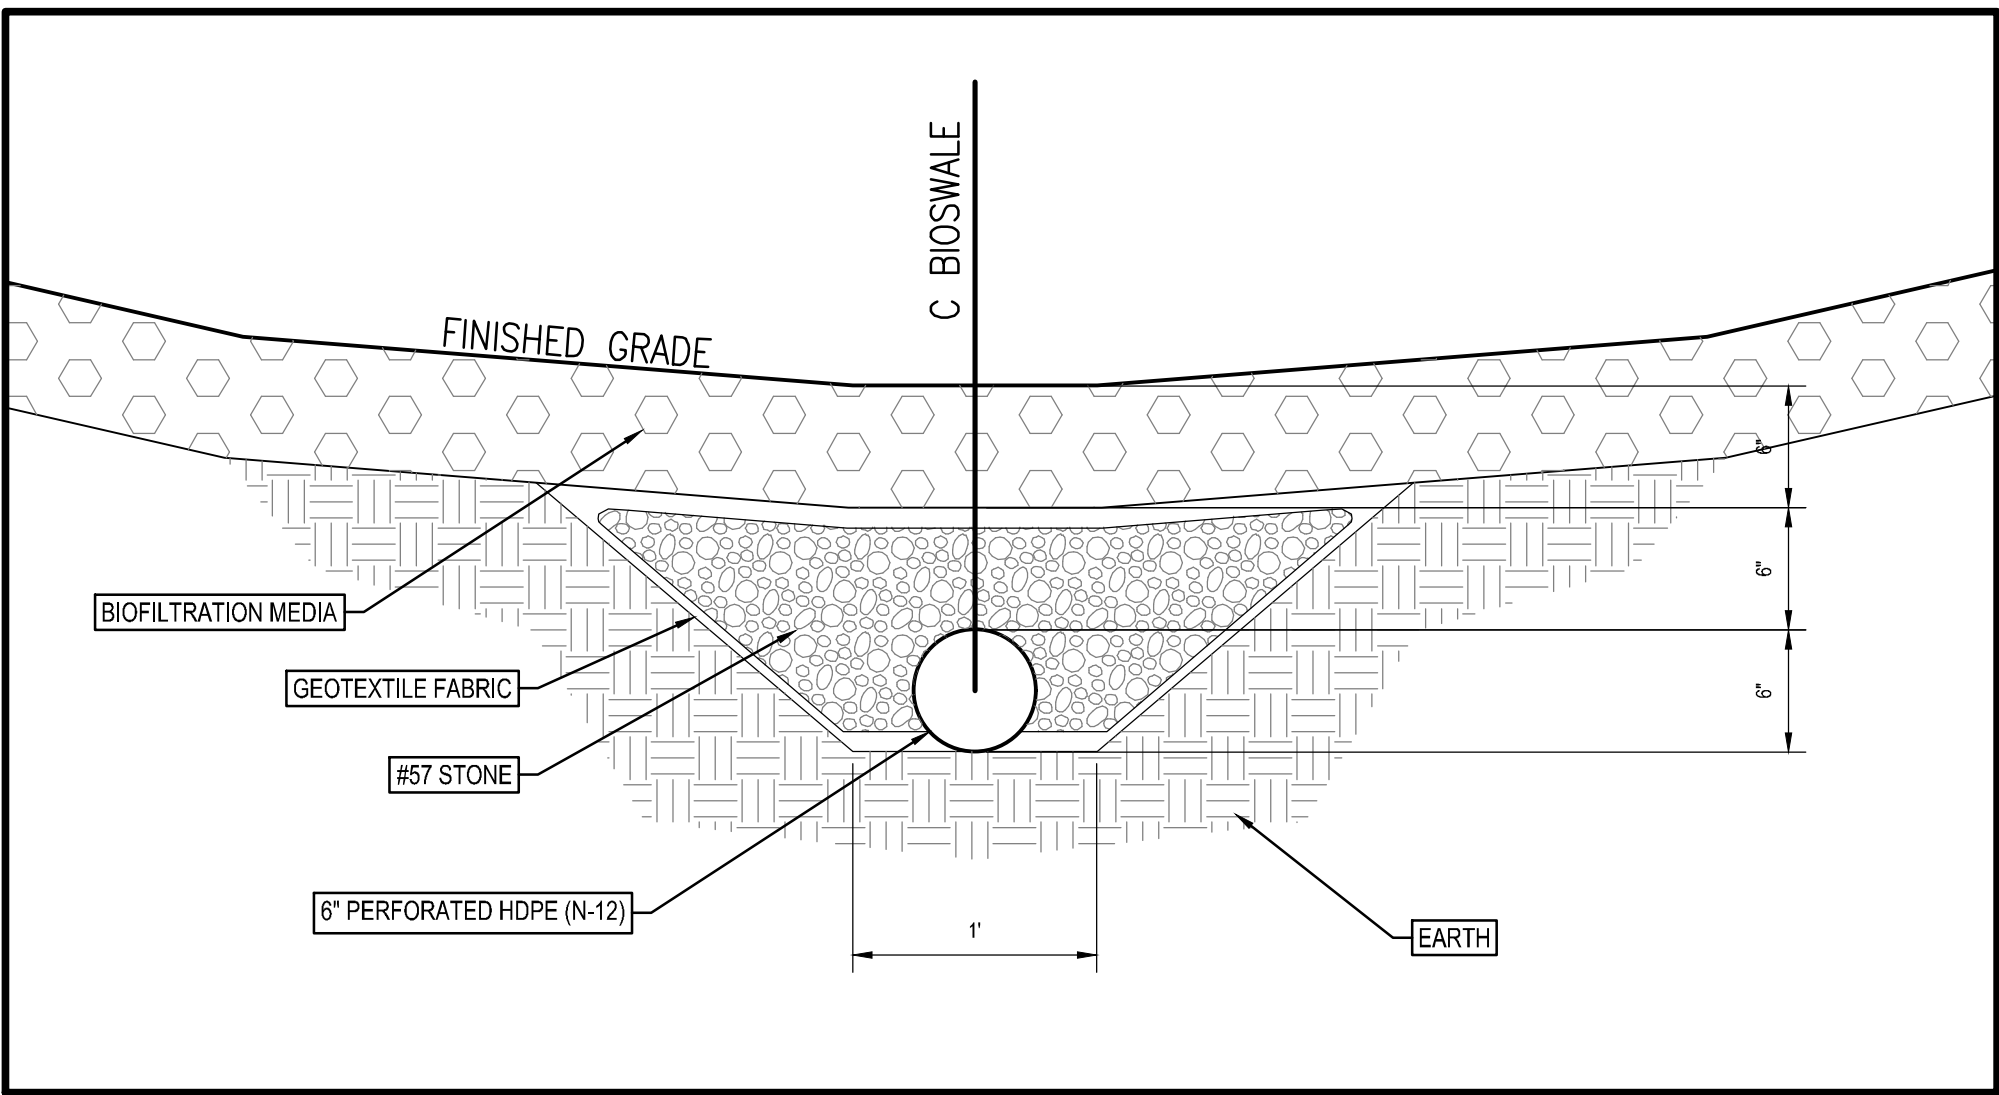 C BIOSWALE
FINISHED GRADE
6"
6"
BIOFILTRATION MEDIA
GEOTEXTILE FABRIC
6"
#57 STONE
6" PERFORATED HDPE (N-12)
1'
EARTH